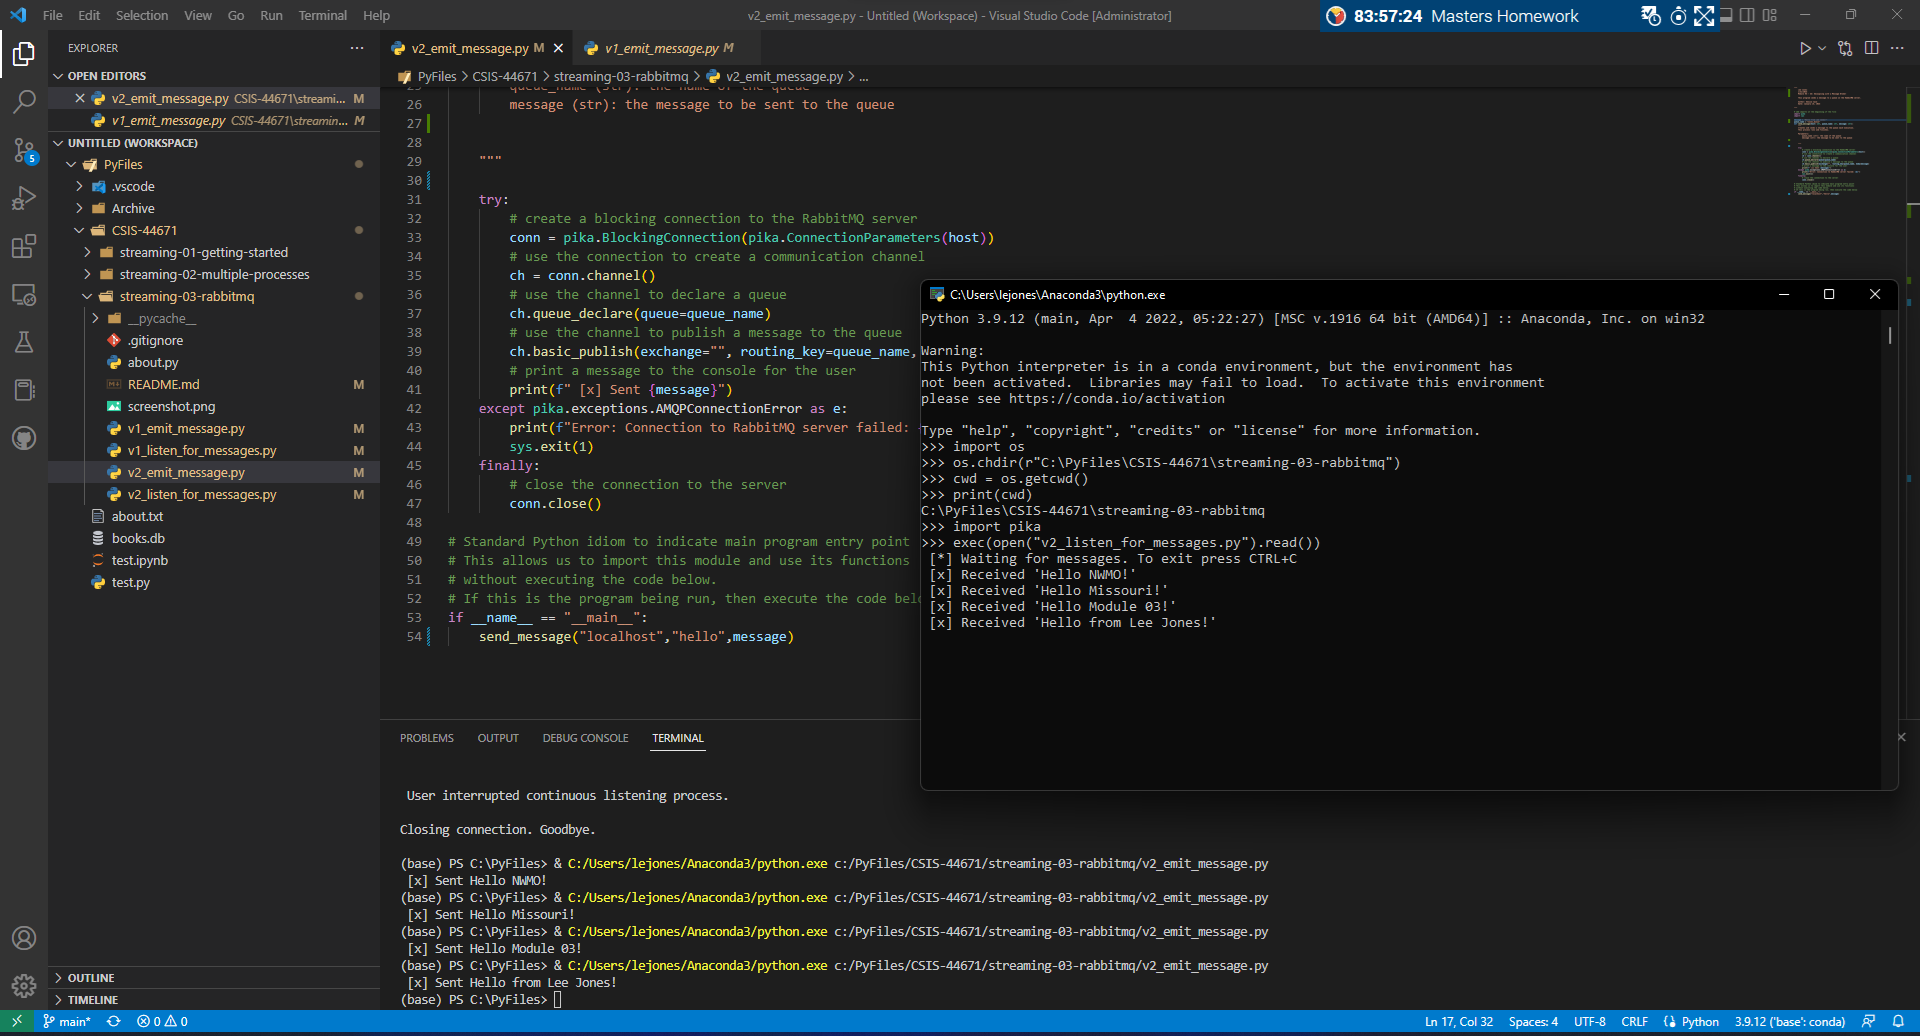 File Edit Selection View Go Run Terminal Help
v2_emit_message.py - Untitled (Workspace) - Visual Studio Code [Administrator]
83:57:24 Masters Homework
EXPLORER
OPEN EDITORS
v2_emit_message.py CSIS-44671\streami... M
v1_emit_message.py CSIS-44671\streamin... M
UNTITLED (WORKSPACE)
PyFiles
.vscode
Archive
CSIS-44671
streaming-01-getting-started
streaming-02-multiple-processes
streaming-03-rabbitmq
__pycache__
.gitignore
about.py
README.md M
screenshot.png
v1_emit_message.py M
v1_listen_for_messages.py M
v2_emit_message.py M
v2_listen_for_messages.py M
about.txt
books.db
test.ipynb
test.py
OUTLINE
TIMELINE
5
v2_emit_message.py M
v1_emit_message.py M
PyFiles > CSIS-44671 > streaming-03-rabbitmq > v2_emit_message.py > ...
25 queue_name (str): the name of the queue
26 message (str): the message to be sent to the queue
27
28
29 """
30
31 try:
32 # create a blocking connection to the RabbitMQ server
33 conn = pika.BlockingConnection(pika.ConnectionParameters(host))
34 # use the connection to create a communication channel
35 ch = conn.channel()
36 # use the channel to declare a queue
37 ch.queue_declare(queue=queue_name)
38 # use the channel to publish a message to the queue
39 ch.basic_publish(exchange="", routing_key=queue_name,
40 # print a message to the console for the user
41 print(f" [x] Sent {message}")
42 except pika.exceptions.AMQPConnectionError as e:
43 print(f"Error: Connection to RabbitMQ server failed:
44 sys.exit(1)
45 finally:
46 # close the connection to the server
47 conn.close()
48
49 # Standard Python idiom to indicate main program entry point
50 # This allows us to import this module and use its functions
51 # without executing the code below.
52 # If this is the program being run, then execute the code belo
53 if __name__ == "__main__":
54 send_message("localhost","hello",message)
C:\Users\lejones\Anaconda3\python.exe
Python 3.9.12 (main, Apr  4 2022, 05:22:27) [MSC v.1916 64 bit (AMD64)] :: Anaconda, Inc. on win32
Warning:
This Python interpreter is in a conda environment, but the environment has
not been activated.  Libraries may fail to load.  To activate this environment
please see https://conda.io/activation
Type "help", "copyright", "credits" or "license" for more information.
>>> import os
>>> os.chdir(r"C:\PyFiles\CSIS-44671\streaming-03-rabbitmq")
>>> cwd = os.getcwd()
>>> print(cwd)
C:\PyFiles\CSIS-44671\streaming-03-rabbitmq
>>> import pika
>>> exec(open("v2_listen_for_messages.py").read())
[*] Waiting for messages. To exit press CTRL+C
[x] Received 'Hello NWMO!'
[x] Received 'Hello Missouri!'
[x] Received 'Hello Module 03!'
[x] Received 'Hello from Lee Jones!'
PROBLEMS OUTPUT DEBUG CONSOLE TERMINAL
User interrupted continuous listening process.
Closing connection. Goodbye.
(base) PS C:\PyFiles> & C:/Users/lejones/Anaconda3/python.exe c:/PyFiles/CSIS-44671/streaming-03-rabbitmq/v2_emit_message.py
[x] Sent Hello NWMO!
(base) PS C:\PyFiles> & C:/Users/lejones/Anaconda3/python.exe c:/PyFiles/CSIS-44671/streaming-03-rabbitmq/v2_emit_message.py
[x] Sent Hello Missouri!
(base) PS C:\PyFiles> & C:/Users/lejones/Anaconda3/python.exe c:/PyFiles/CSIS-44671/streaming-03-rabbitmq/v2_emit_message.py
[x] Sent Hello Module 03!
(base) PS C:\PyFiles> & C:/Users/lejones/Anaconda3/python.exe c:/PyFiles/CSIS-44671/streaming-03-rabbitmq/v2_emit_message.py
[x] Sent Hello from Lee Jones!
(base) PS C:\PyFiles>
main* 0 0
Ln 17, Col 32 Spaces: 4 UTF-8 CRLF Python 3.9.12 ('base': conda)